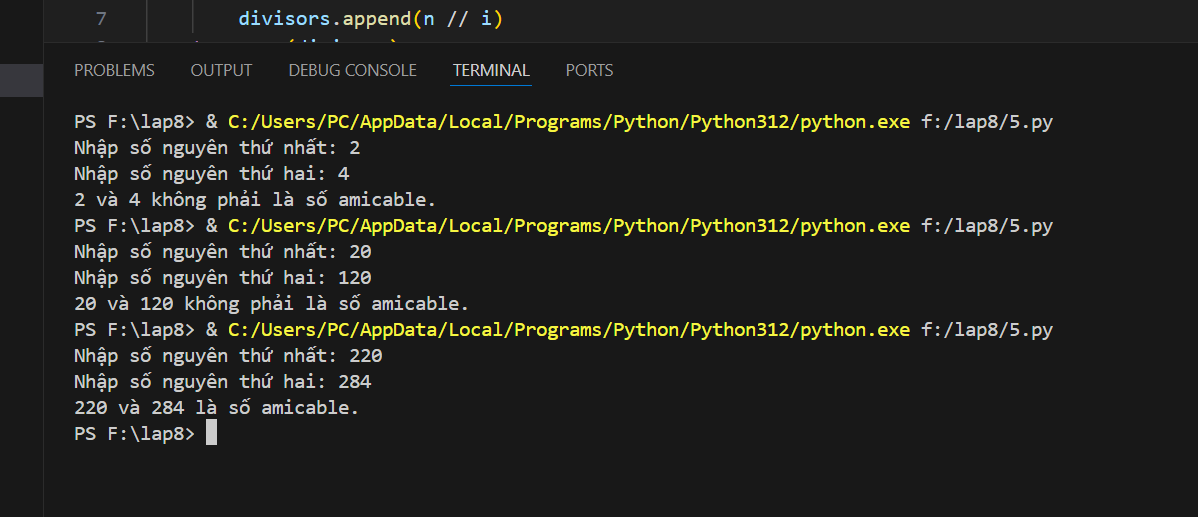 7 divisors.append(n // i)
PROBLEMS OUTPUT DEBUG CONSOLE TERMINAL PORTS
PS F:\lap8> & C:/Users/PC/AppData/Local/Programs/Python/Python312/python.exe f:/lap8/5.py
Nhập số nguyên thứ nhất: 2
Nhập số nguyên thứ hai: 4
2 và 4 không phải là số amicable.
PS F:\lap8> & C:/Users/PC/AppData/Local/Programs/Python/Python312/python.exe f:/lap8/5.py
Nhập số nguyên thứ nhất: 20
Nhập số nguyên thứ hai: 120
20 và 120 không phải là số amicable.
PS F:\lap8> & C:/Users/PC/AppData/Local/Programs/Python/Python312/python.exe f:/lap8/5.py
Nhập số nguyên thứ nhất: 220
Nhập số nguyên thứ hai: 284
220 và 284 là số amicable.
PS F:\lap8>